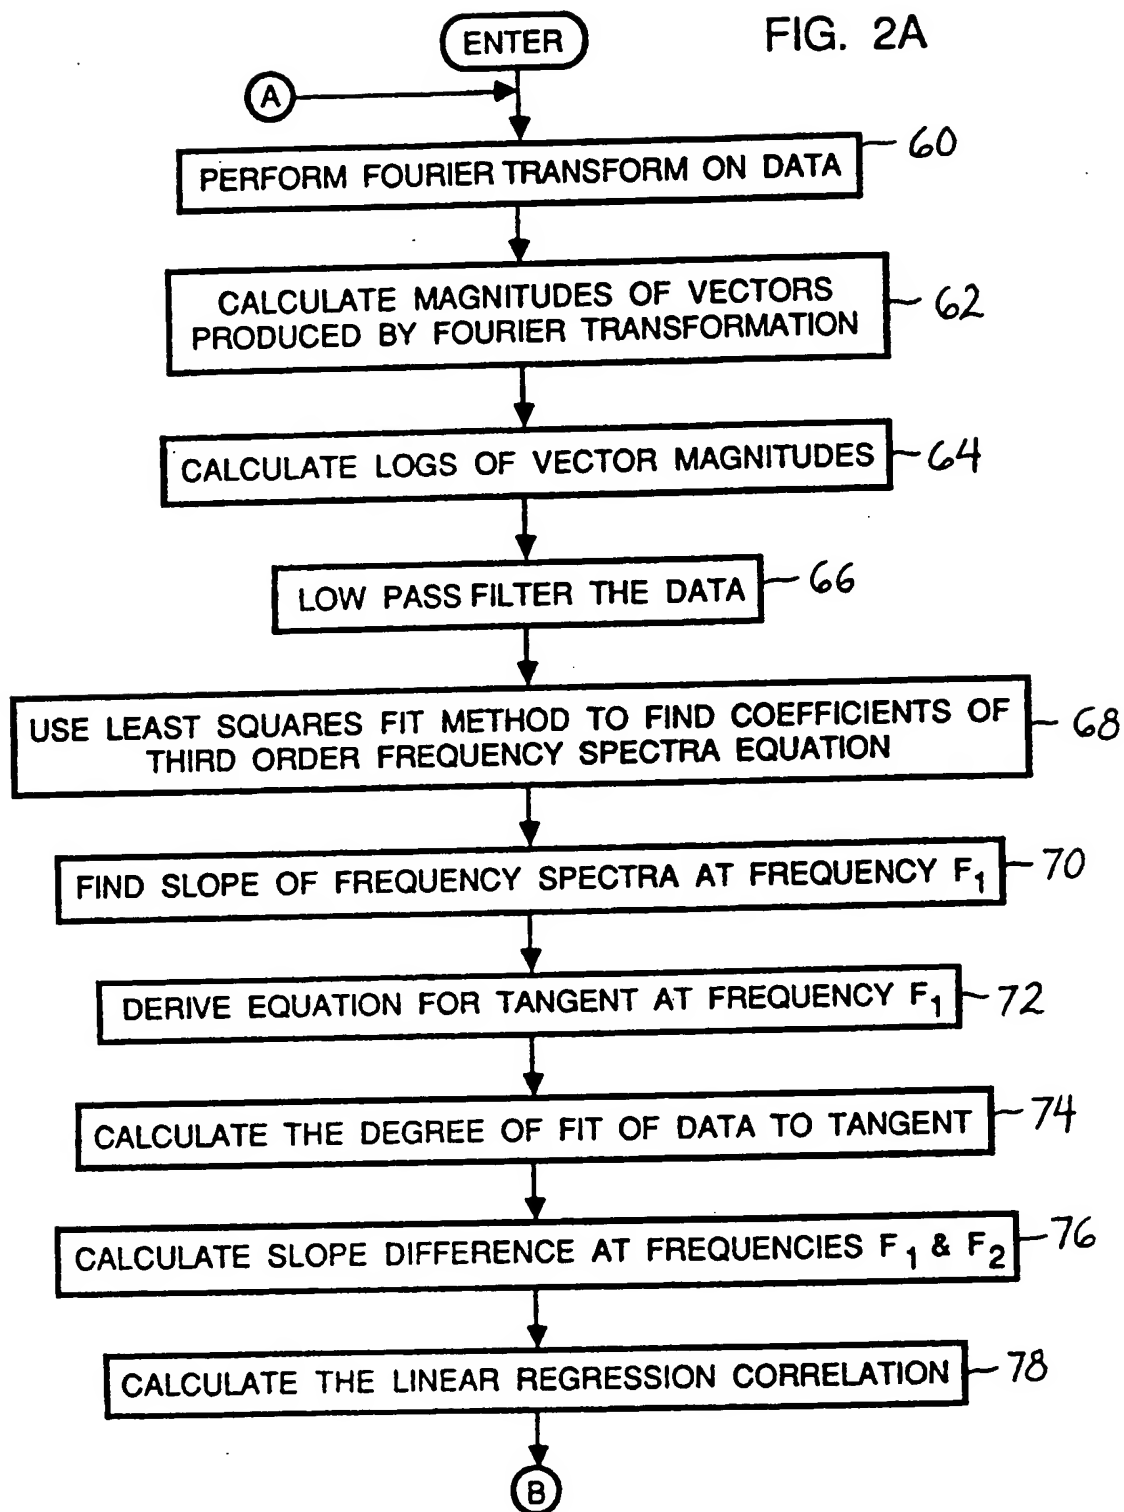 FIG. 2A
ENTER
A
PERFORM FOURIER TRANSFORM ON DATA
60
CALCULATE MAGNITUDES OF VECTORS
PRODUCED BY FOURIER TRANSFORMATION
62
CALCULATE LOGS OF VECTOR MAGNITUDES
64
LOW PASS FILTER THE DATA
66
USE LEAST SQUARES FIT METHOD TO FIND COEFFICIENTS OF
THIRD ORDER FREQUENCY SPECTRA EQUATION
68
FIND SLOPE OF FREQUENCY SPECTRA AT FREQUENCY F₁
70
DERIVE EQUATION FOR TANGENT AT FREQUENCY F₁
72
CALCULATE THE DEGREE OF FIT OF DATA TO TANGENT
74
CALCULATE SLOPE DIFFERENCE AT FREQUENCIES F₁ & F₂
76
CALCULATE THE LINEAR REGRESSION CORRELATION
78
B